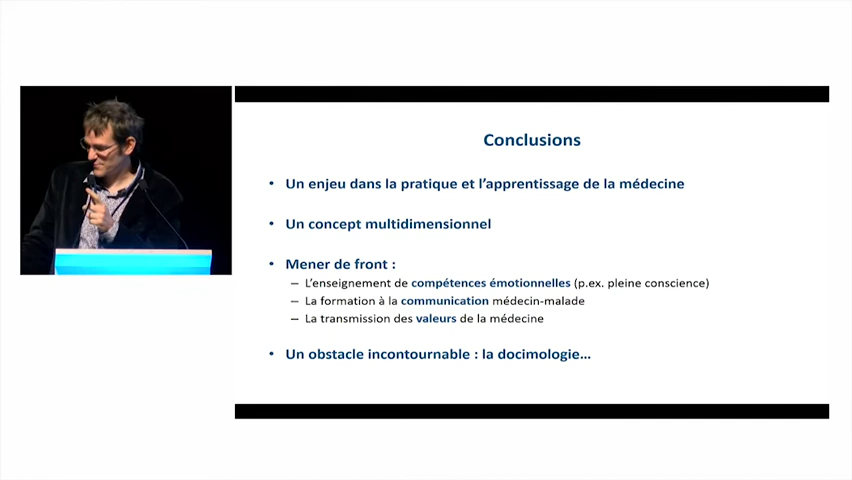 Conclusions
• Un enjeu dans la pratique et l’apprentissage de la médecine
• Un concept multidimensionnel
• Mener de front :
– L’enseignement de compétences émotionnelles (p.ex. pleine conscience)
– La formation à la communication médecin-malade
– La transmission des valeurs de la médecine
• Un obstacle incontournable : la docimologie…